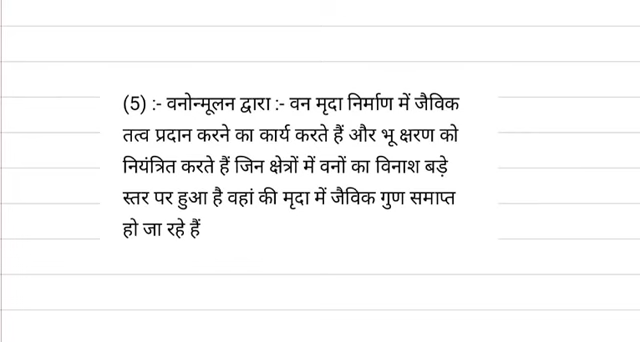 (5) :- वनोन्मूलन द्वारा :- वन मृदा निर्माण में जैविक
तत्व प्रदान करने का कार्य करते हैं और भू क्षरण को
नियंत्रित करते हैं जिन क्षेत्रों में वनों का विनाश बड़े
स्तर पर हुआ है वहां की मृदा में जैविक गुण समाप्त
हो जा रहे हैं